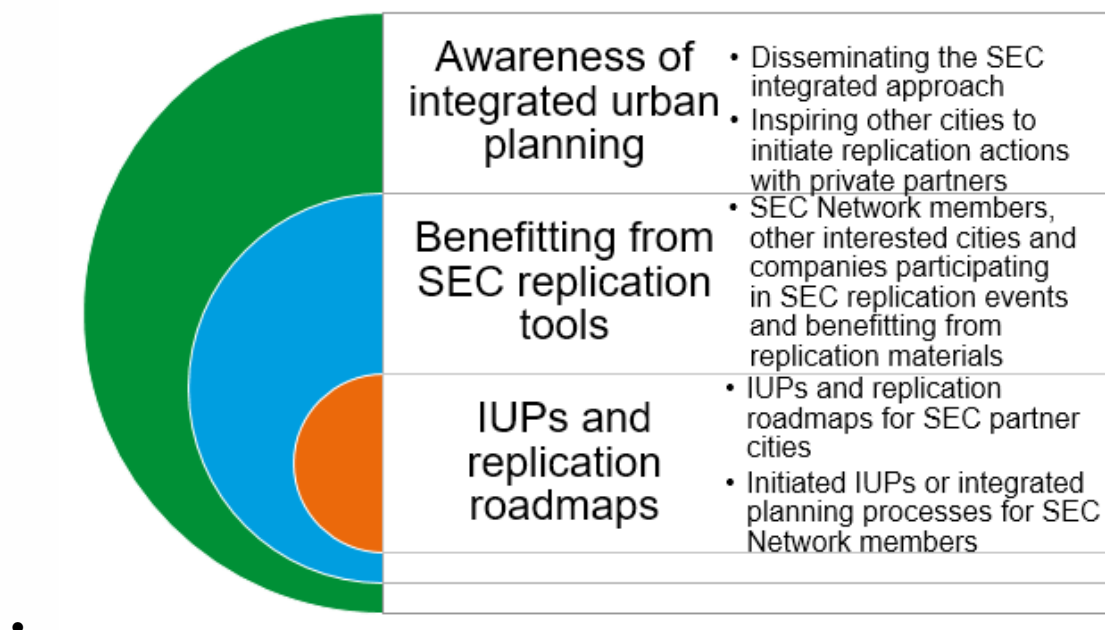 Awareness of
integrated urban
planning
• Disseminating the SEC
integrated approach
• Inspiring other cities to
initiate replication actions
with private partners
Benefitting from
SEC replication
tools
• SEC Network members,
other interested cities and
companies participating
in SEC replication events
and benefitting from
replication materials
IUPs and
replication
roadmaps
• IUPs and replication
roadmaps for SEC partner
cities
• Initiated IUPs or integrated
planning processes for SEC
Network members